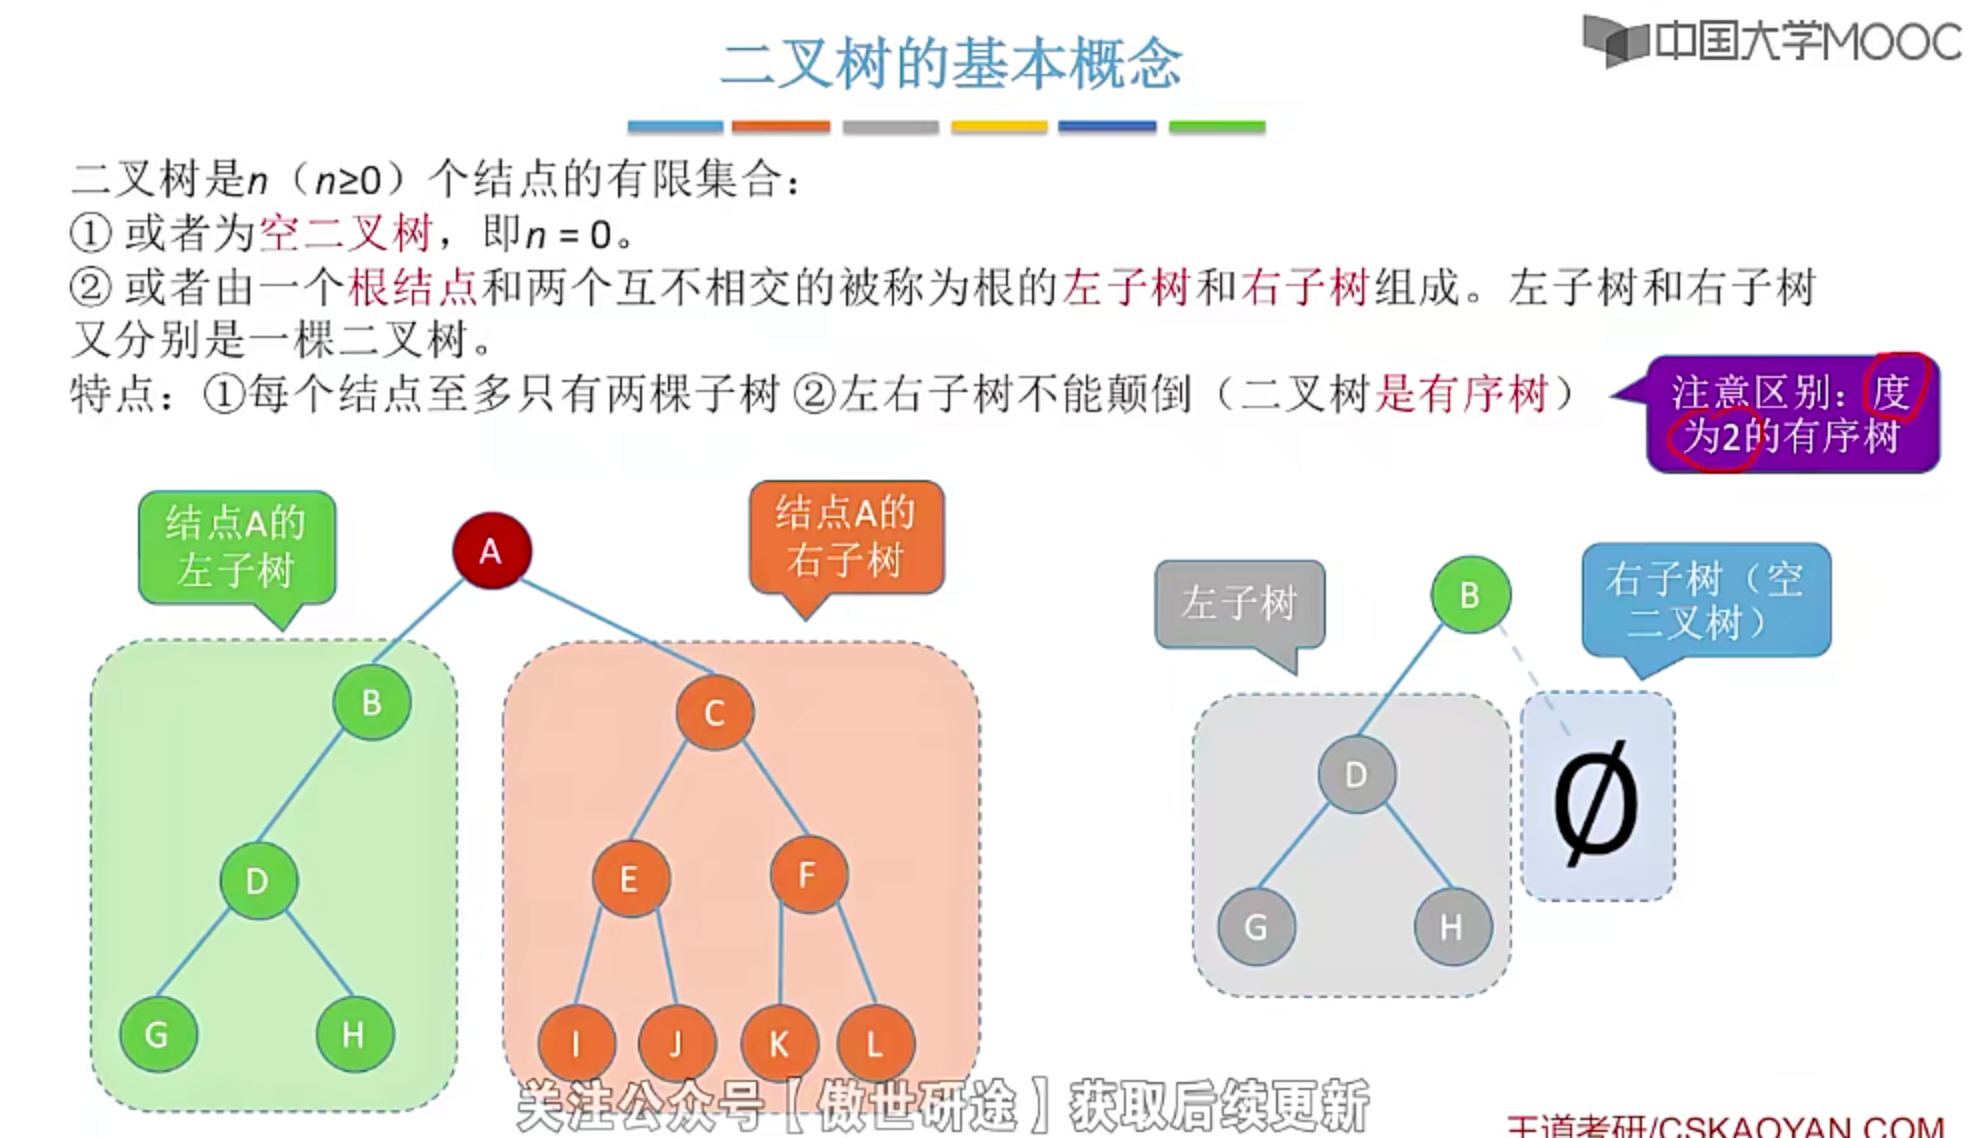 中国大学MOOC
二叉树的基本概念
二叉树是n（n≥0）个结点的有限集合：
① 或者为空二叉树，即n = 0。
② 或者由一个根结点和两个互不相交的被称为根的左子树和右子树组成。左子树和右子树
又分别是一棵二叉树。
特点：①每个结点至多只有两棵子树 ②左右子树不能颠倒（二叉树是有序树）
注意区别：度
为2的有序树
结点A的
左子树
A
结点A的
右子树
B
C
D
E
F
G
H
I
J
K
L
左子树
B
右子树（空
二叉树）
D
Ø
G
H
关注公众号【傲世研途】获取后续更新
王道考研/CSKAOYAN.COM